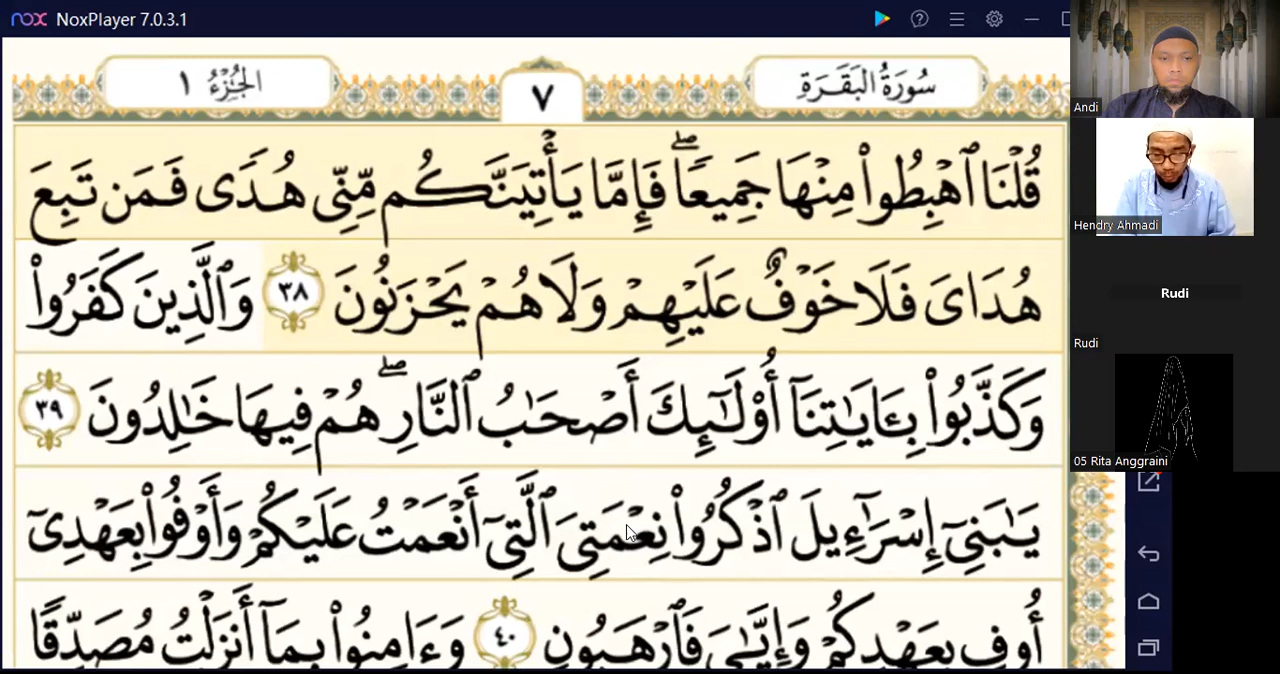 nox NoxPlayer 7.0.3.1
سُورَةُ البَقَرَةِ
٧
الجُزْءُ ١
قُلْنَا ٱهْبِطُوا۟ مِنْهَا جَمِيعًۭا ۖ فَإِمَّا يَأْتِيَنَّكُم مِّنِّى هُدًۭى فَمَن تَبِعَ
هُدَاىَ فَلَا خَوْفٌ عَلَيْهِمْ وَلَا هُمْ يَحْزَنُونَ ٣٨ وَٱلَّذِينَ كَفَرُوا۟
وَكَذَّبُوا۟ بِـَٔايَـٰتِنَآ أُو۟لَـٰٓئِكَ أَصْحَـٰبُ ٱلنَّارِ ۖ هُمْ فِيهَا خَـٰلِدُونَ ٣٩
يَـٰبَنِىٓ إِسْرَٰٓءِيلَ ٱذْكُرُوا۟ نِعْمَتِىَ ٱلَّتِىٓ أَنْعَمْتُ عَلَيْكُمْ وَأَوْفُوا۟ بِعَهْدِىٓ
أُوفِ بِعَهْدِكُمْ وَإِيَّـٰىَ فَٱرْهَبُونِ ٤٠ وَءَامِنُوا۟ بِمَآ أَنزَلْتُ مُصَدِّقًۭا
Andi
Hendry Ahmadi
Rudi
Rudi
05 Rita Anggraini